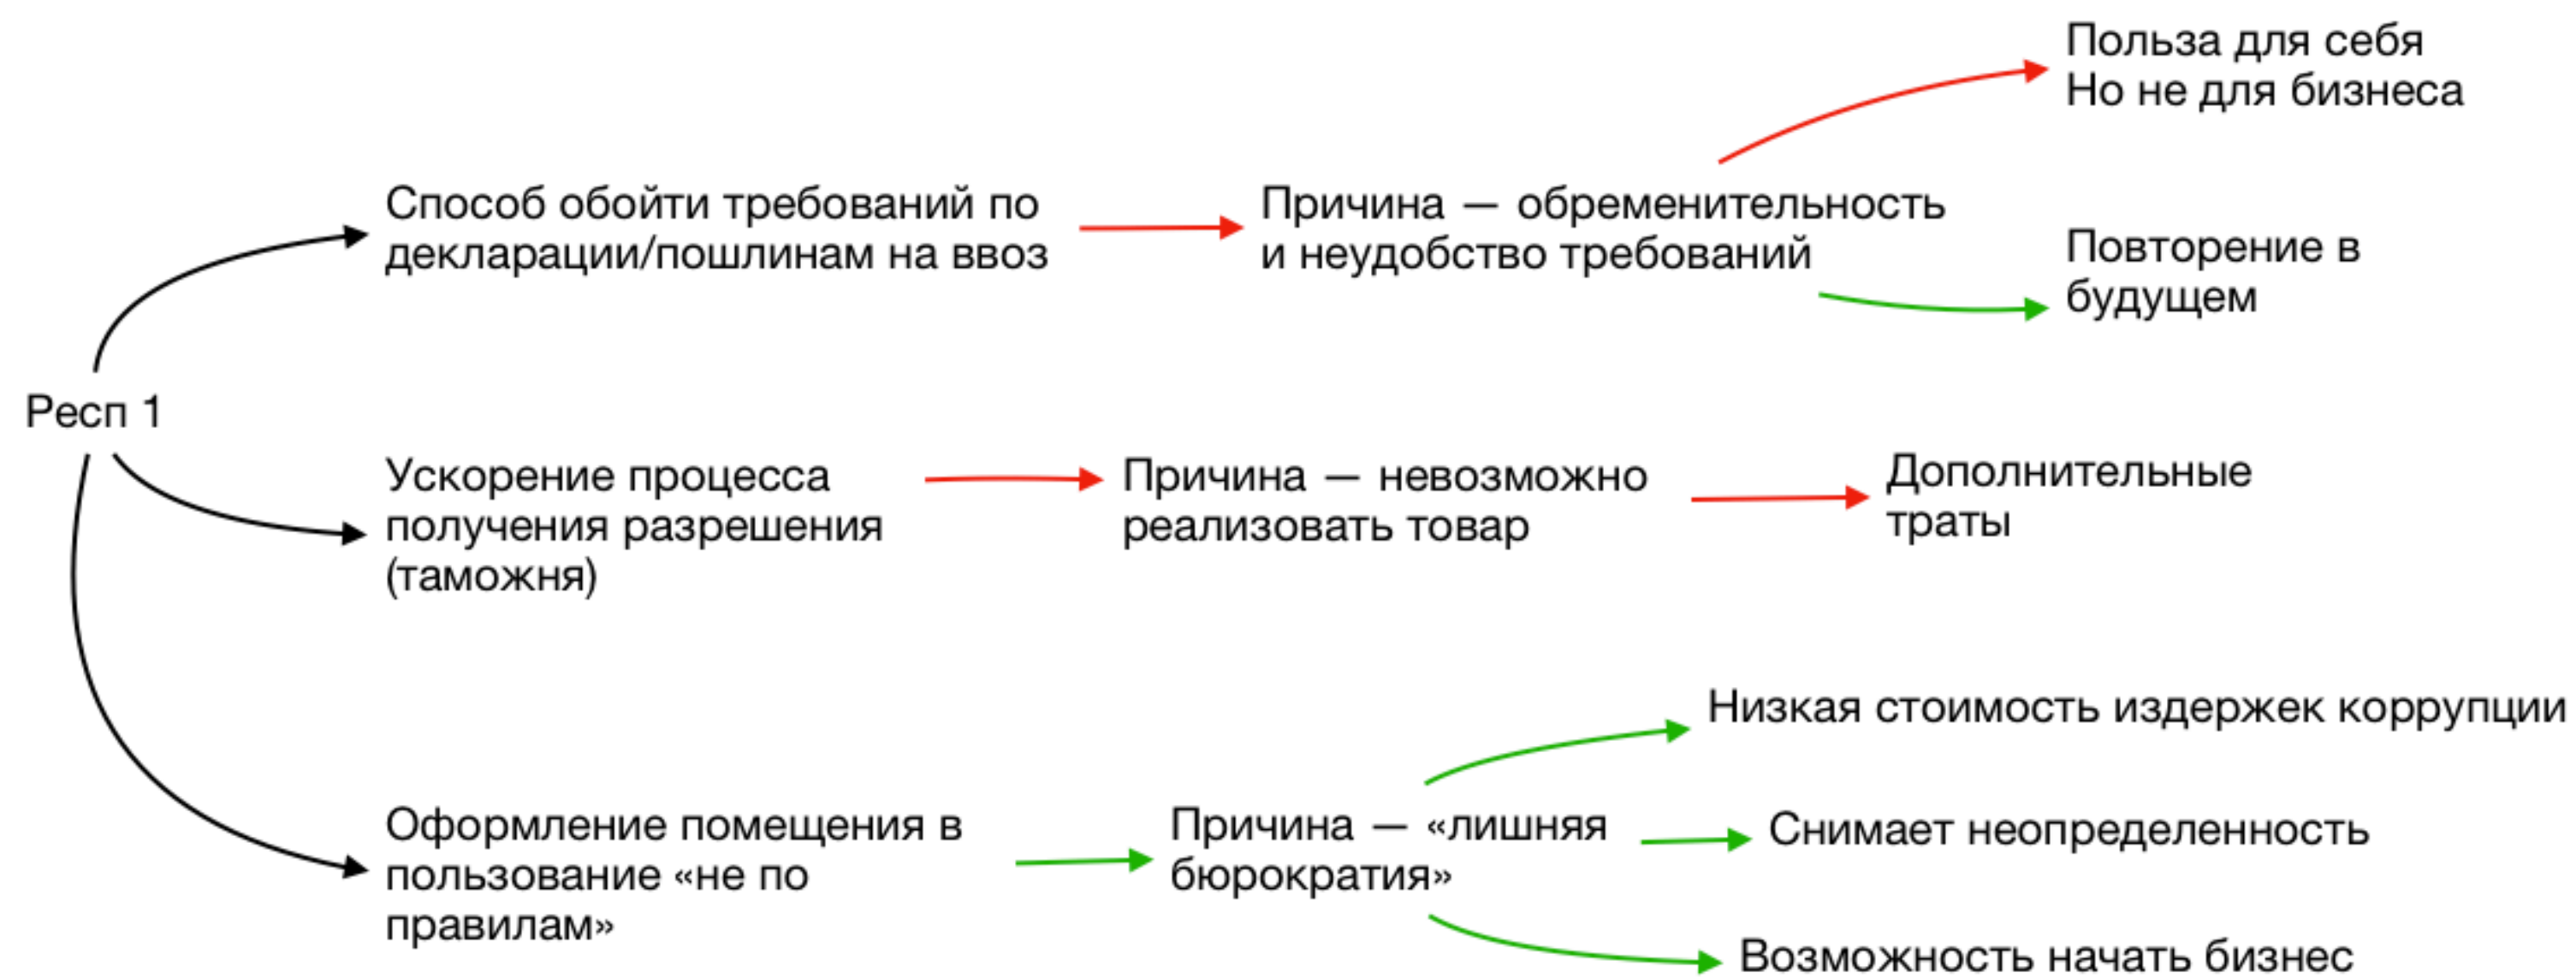 Польза для себя
Но не для бизнеса
Способ обойти требований по
декларации/пошлинам на ввоз
Причина — обременительность
и неудобство требований
Повторение в
будущем
Респ 1
Ускорение процесса
получения разрешения
(таможня)
Причина — невозможно
реализовать товар
Дополнительные
траты
Низкая стоимость издержек коррупции
Оформление помещения в
пользование «не по
правилам»
Причина — «лишняя
бюрократия»
Снимает неопределенность
Возможность начать бизнес